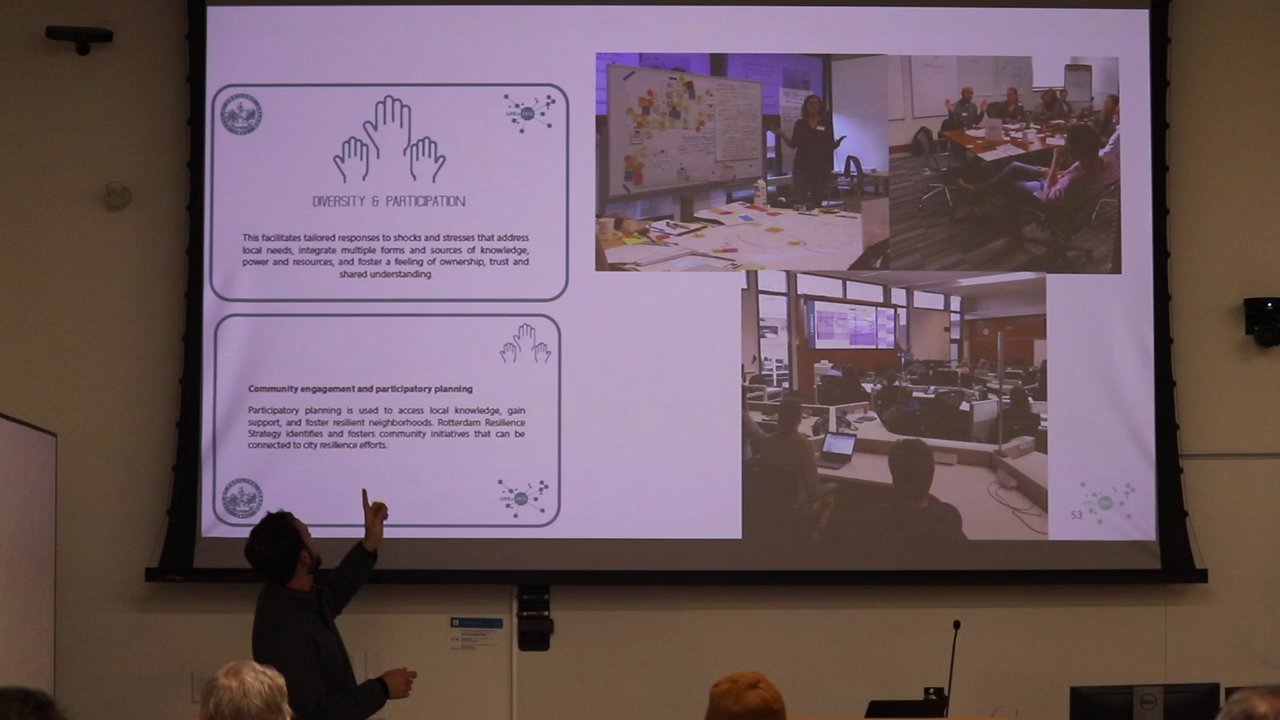 DIVERSITY & PARTICIPATION
This facilitates tailored responses to shocks and stresses that address
local needs, integrate multiple forms and sources of knowledge,
power and resources, and foster a feeling of ownership, trust and
shared understanding
Community engagement and participatory planning
Participatory planning is used to access local knowledge, gain
support, and foster resilient neighborhoods. Rotterdam Resilience
Strategy identifies and fosters community initiatives that can be
connected to city resilience efforts.
53
DELL